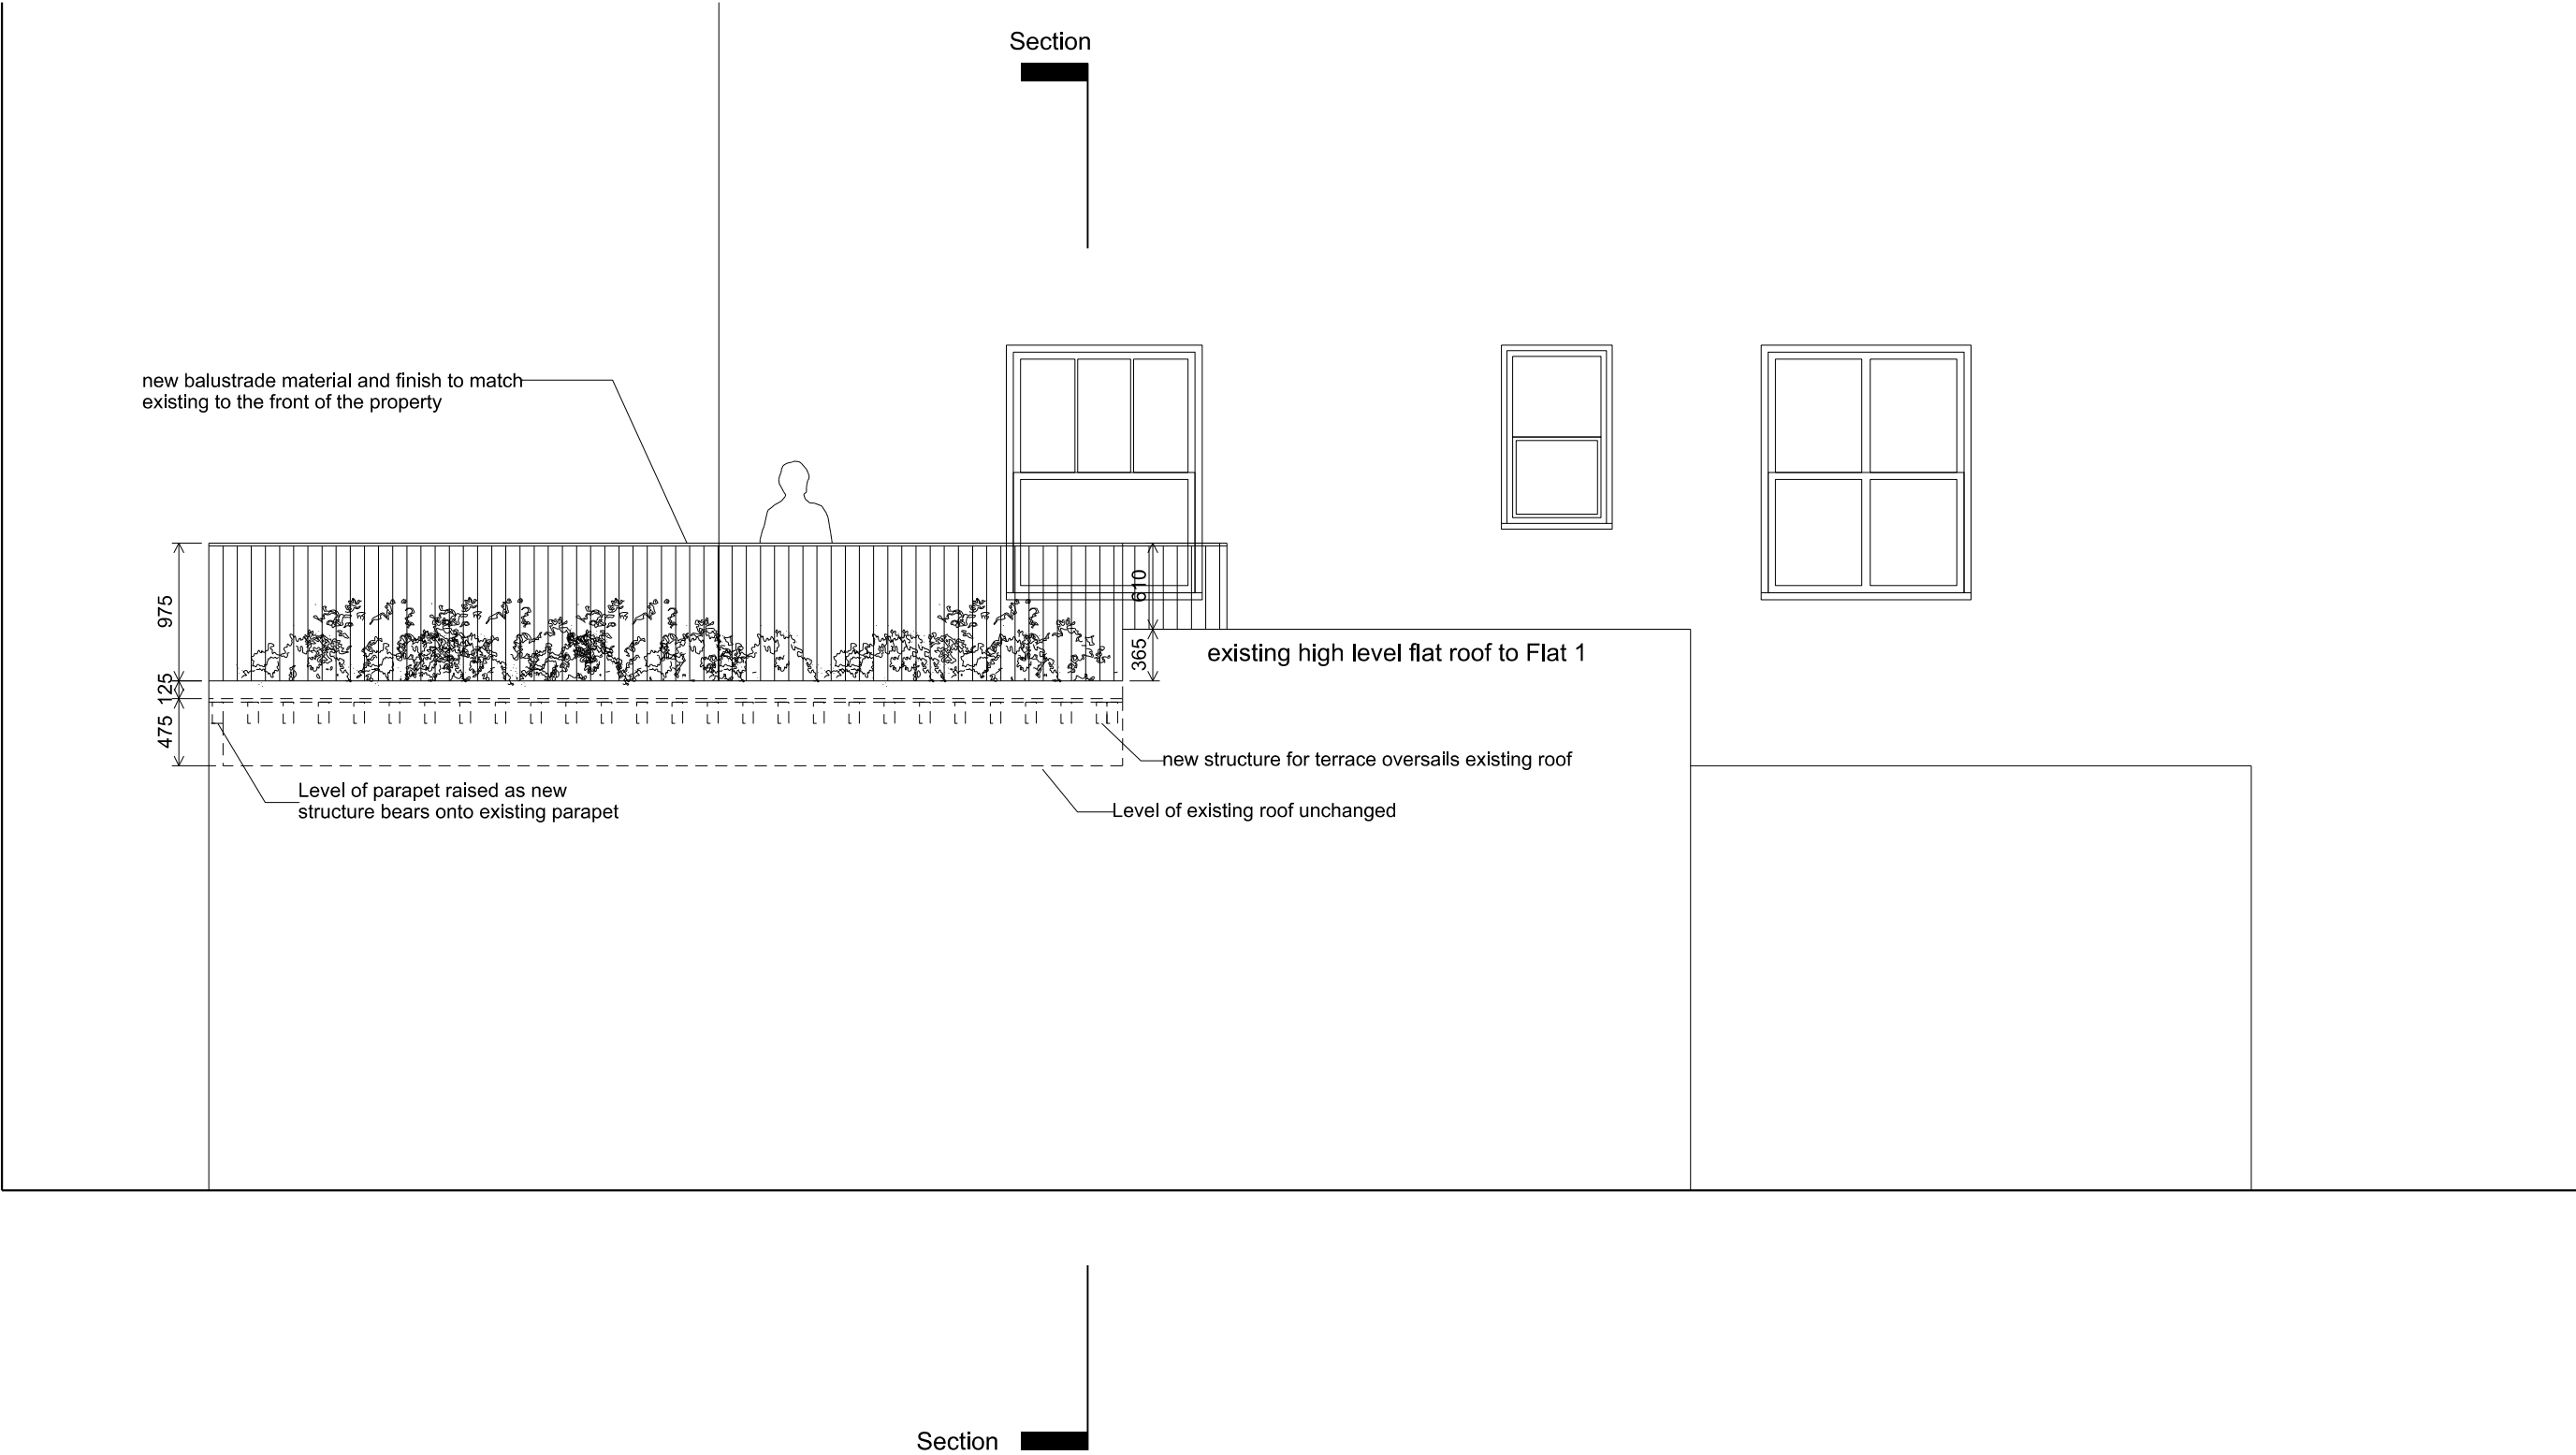 Section
new balustrade material and finish to match
existing to the front of the property
975
610
365
existing high level flat roof to Flat 1
125
475
new structure for terrace oversails existing roof
Level of parapet raised as new
structure bears onto existing parapet
Level of existing roof unchanged
Section